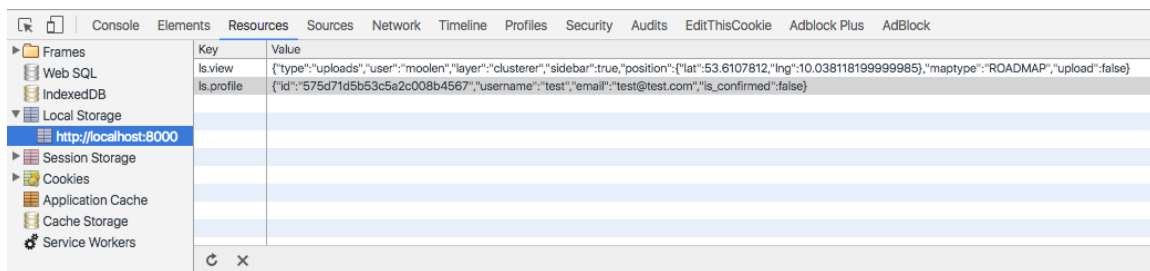 Console Elements Resources Sources Network Timeline Profiles Security Audits EditThisCookie Adblock Plus AdBlock
Frames
Web SQL
IndexedDB
Local Storage
http://localhost:8000
Session Storage
Cookies
Application Cache
Cache Storage
Service Workers
Key Value
ls.view {"type":"uploads","user":"moolen","layer":"clusterer","sidebar":true,"position":{"lat":53.6107812,"lng":10.038118199999985},"maptype":"ROADMAP","upload":false}
ls.profile {"id":"575d71d5b53c5a2c008b4567","username":"test","email":"test@test.com","is_confirmed":false}